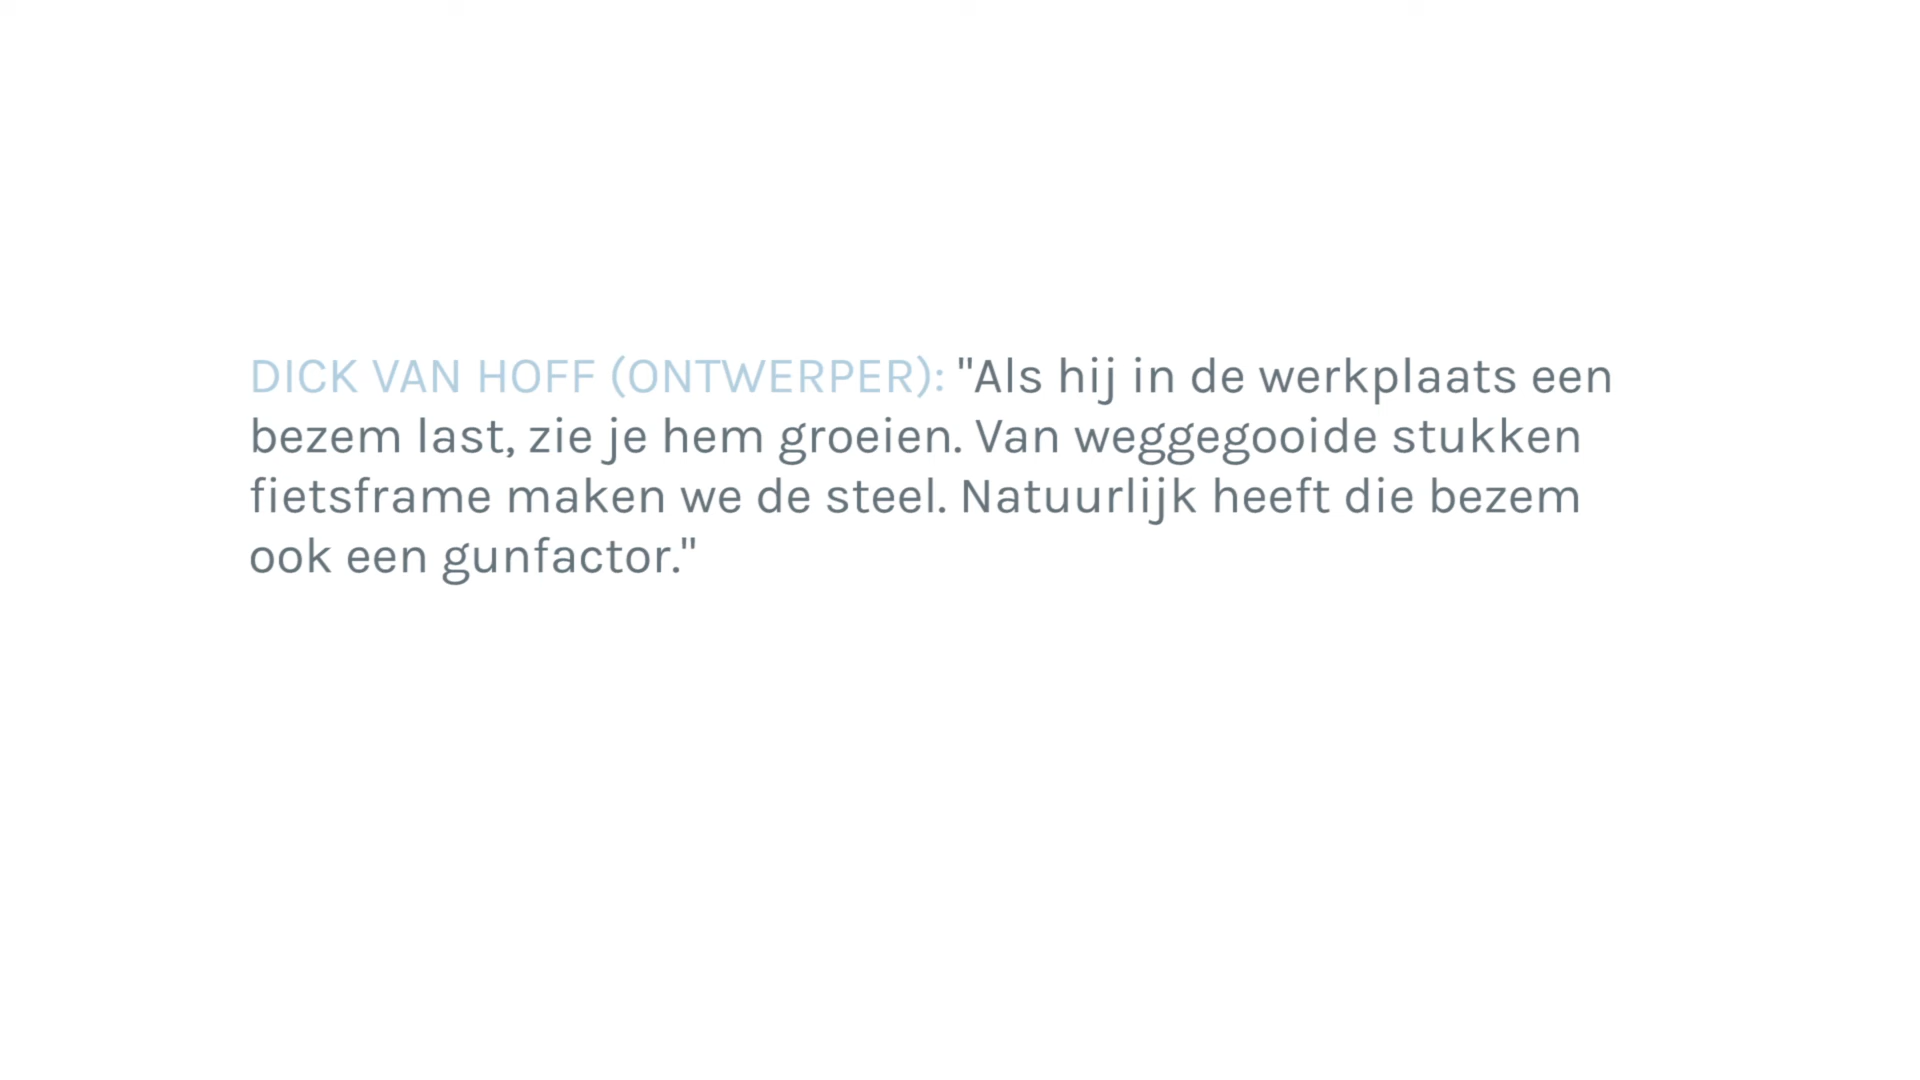 DICK VAN HOFF (ONTWERPER): "Als hij in de werkplaats een
bezem last, zie je hem groeien. Van weggegooide stukken
fietsframe maken we de steel. Natuurlijk heeft die bezem
ook een gunfactor."